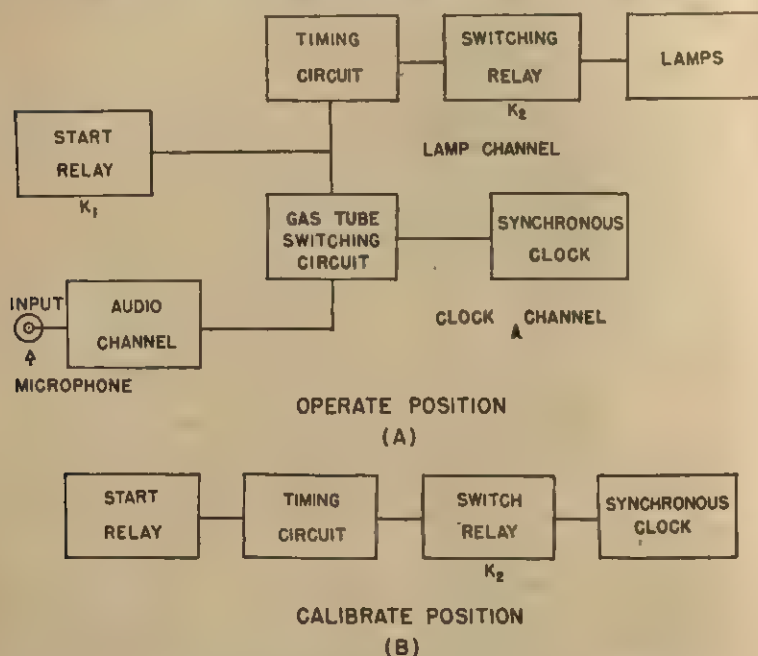 TIMING
CIRCUIT
SWITCHING
RELAY
K2
LAMPS
LAMP CHANNEL
START
RELAY
K1
GAS TUBE
SWITCHING
CIRCUIT
SYNCHRONOUS
CLOCK
CLOCK CHANNEL
INPUT
MICROPHONE
AUDIO
CHANNEL
OPERATE POSITION
(A)
START
RELAY
TIMING
CIRCUIT
SWITCH
RELAY
K2
SYNCHRONOUS
CLOCK
CALIBRATE POSITION
(B)